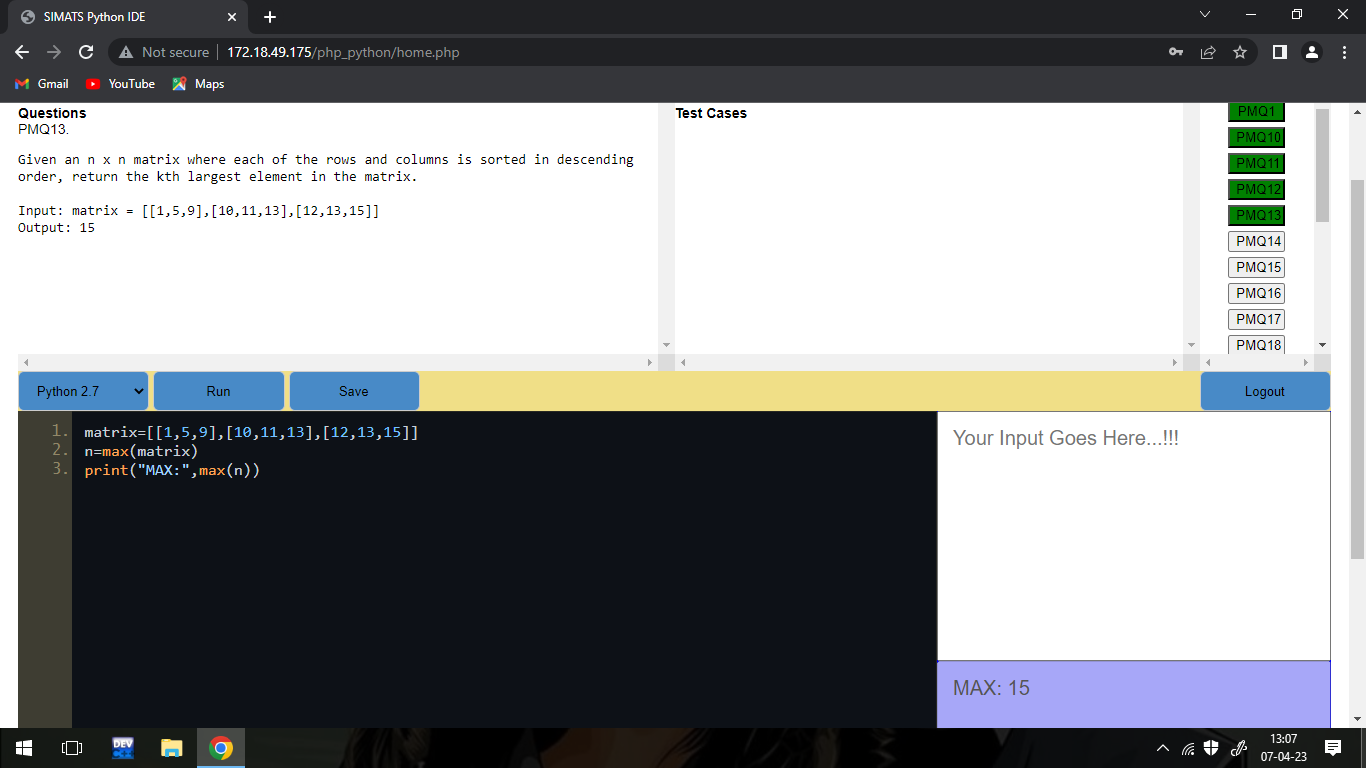 SIMATS Python IDE
Not secure 172.18.49.175/php_python/home.php
Gmail YouTube Maps
Questions
PMQ13.
Given an n x n matrix where each of the rows and columns is sorted in descending
order, return the kth largest element in the matrix.
Input: matrix = [[1,5,9],[10,11,13],[12,13,15]]
Output: 15
Test Cases
PMQ1
PMQ10
PMQ11
PMQ12
PMQ13
PMQ14
PMQ15
PMQ16
PMQ17
PMQ18
Python 2.7 Run Save Logout
1. matrix=[[1,5,9],[10,11,13],[12,13,15]]
2. n=max(matrix)
3. print("MAX:",max(n))
Your Input Goes Here...!!!
MAX: 15
DEV
C++
13:07
07-04-23